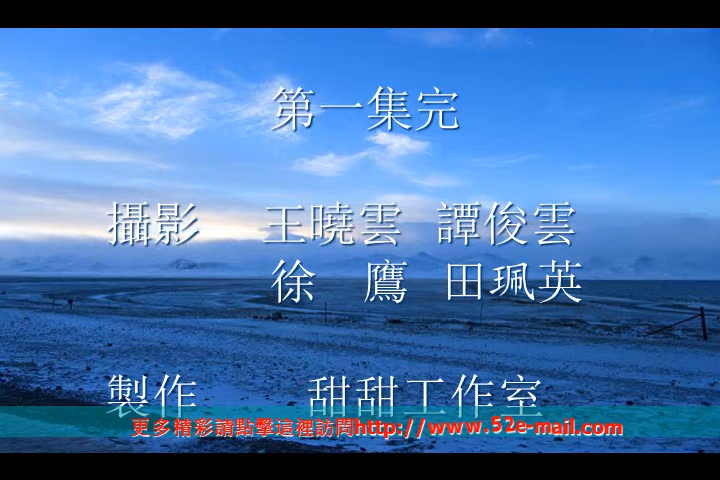 第一集完
攝影 王曉雲 譚俊雲
徐 鷹 田珮英
製作 甜甜工作室
更多精彩請點擊這裡訪問http://www.52e-mail.com